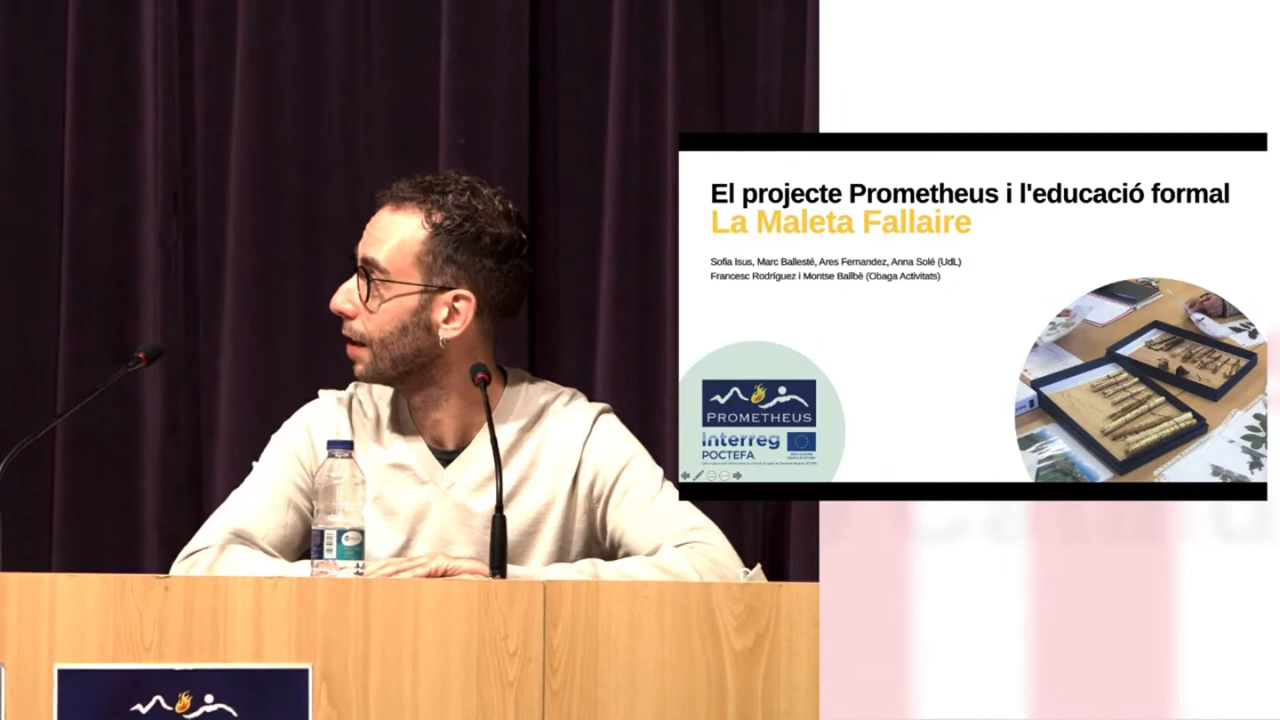 El projecte Prometheus i l'educació formal
La Maleta Fallaire
Sofia Isus, Marc Ballesté, Ares Fernandez, Anna Solé (UdL)
Francesc Rodríguez i Montse Ballbè (Obaga Activitats)
PROMETHEUS
Interreg
POCTEFA